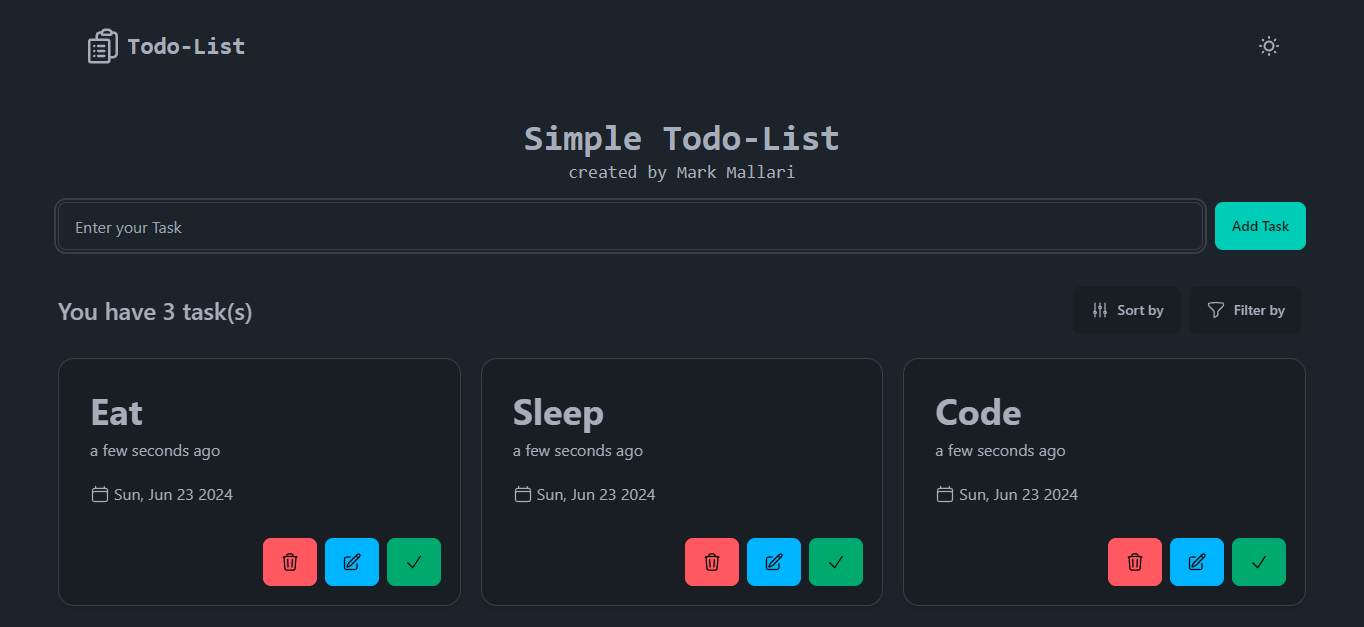 Todo-List
Simple Todo-List
created by Mark Mallari
Enter your Task
Add Task
You have 3 task(s)
Sort by
Filter by
Eat
a few seconds ago
Sun, Jun 23 2024
Sleep
a few seconds ago
Sun, Jun 23 2024
Code
a few seconds ago
Sun, Jun 23 2024